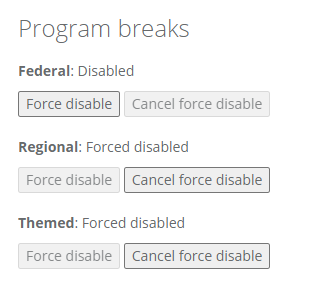 Program breaks
Federal: Disabled
Force disable Cancel force disable
Regional: Forced disabled
Force disable Cancel force disable
Themed: Forced disabled
Force disable Cancel force disable